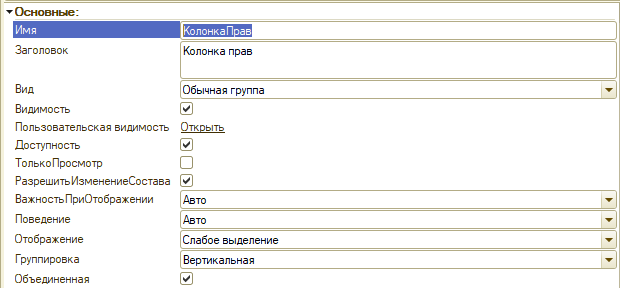 Основные:
Имя КолонкаПрав
Заголовок Колонка прав
Вид Обычная группа
Видимость
Пользовательская видимость Открыть
Доступность
ТолькоПросмотр
РазрешитьИзменениеСостава
ВажностьПриОтображении Авто
Поведение Авто
Отображение Слабое выделение
Группировка Вертикальная
Объединенная